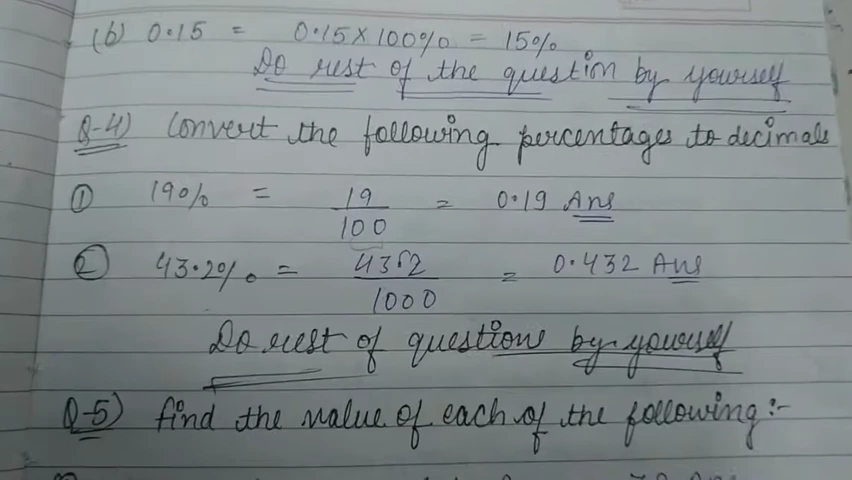 (b) 0.15 = 0.15 × 100% = 15%
Do rest of the question by yourself
Q-4) Convert the following percentages to decimals
① 19% = 19/100 = 0.19 Ans
② 43.2% = 432/1000 = 0.432 Ans
Do rest of questions by yourself
Q-5) find the value of each of the following :-